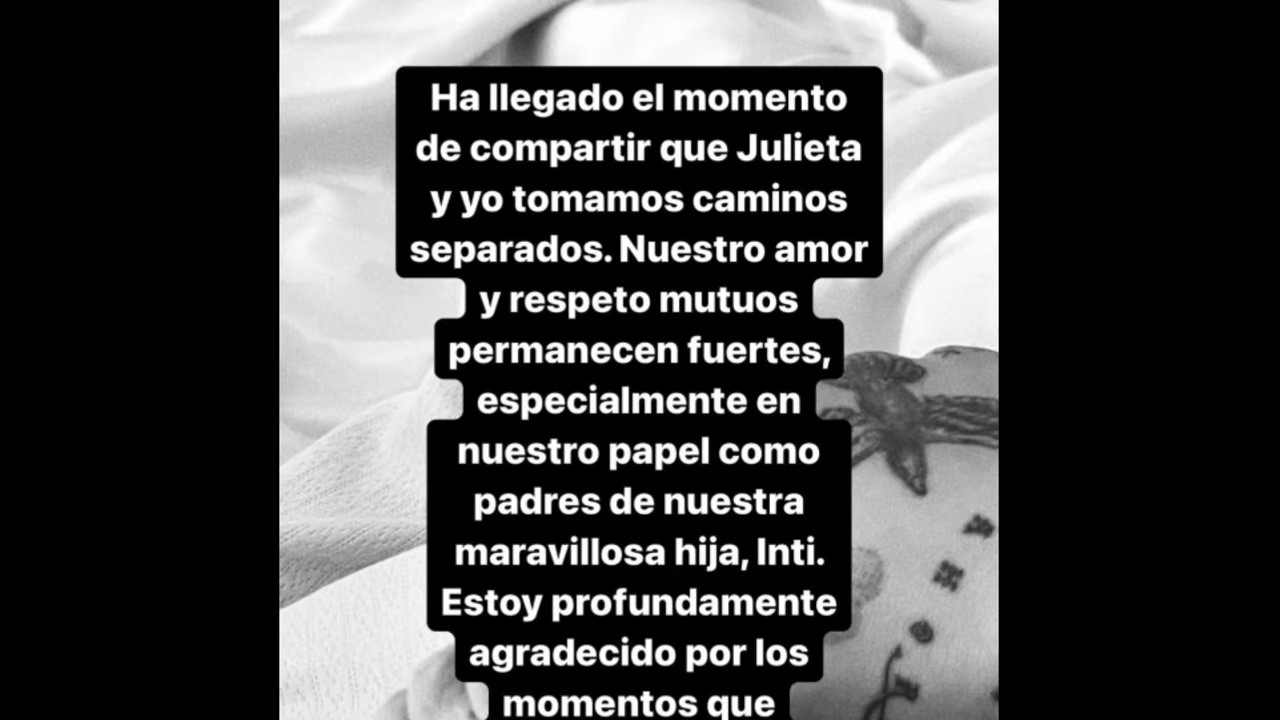 Ha llegado el momento
de compartir que Julieta
y yo tomamos caminos
separados. Nuestro amor
y respeto mutuos
permanecen fuertes,
especialmente en
nuestro papel como
padres de nuestra
maravillosa hija, Inti.
Estoy profundamente
agradecido por los
momentos que